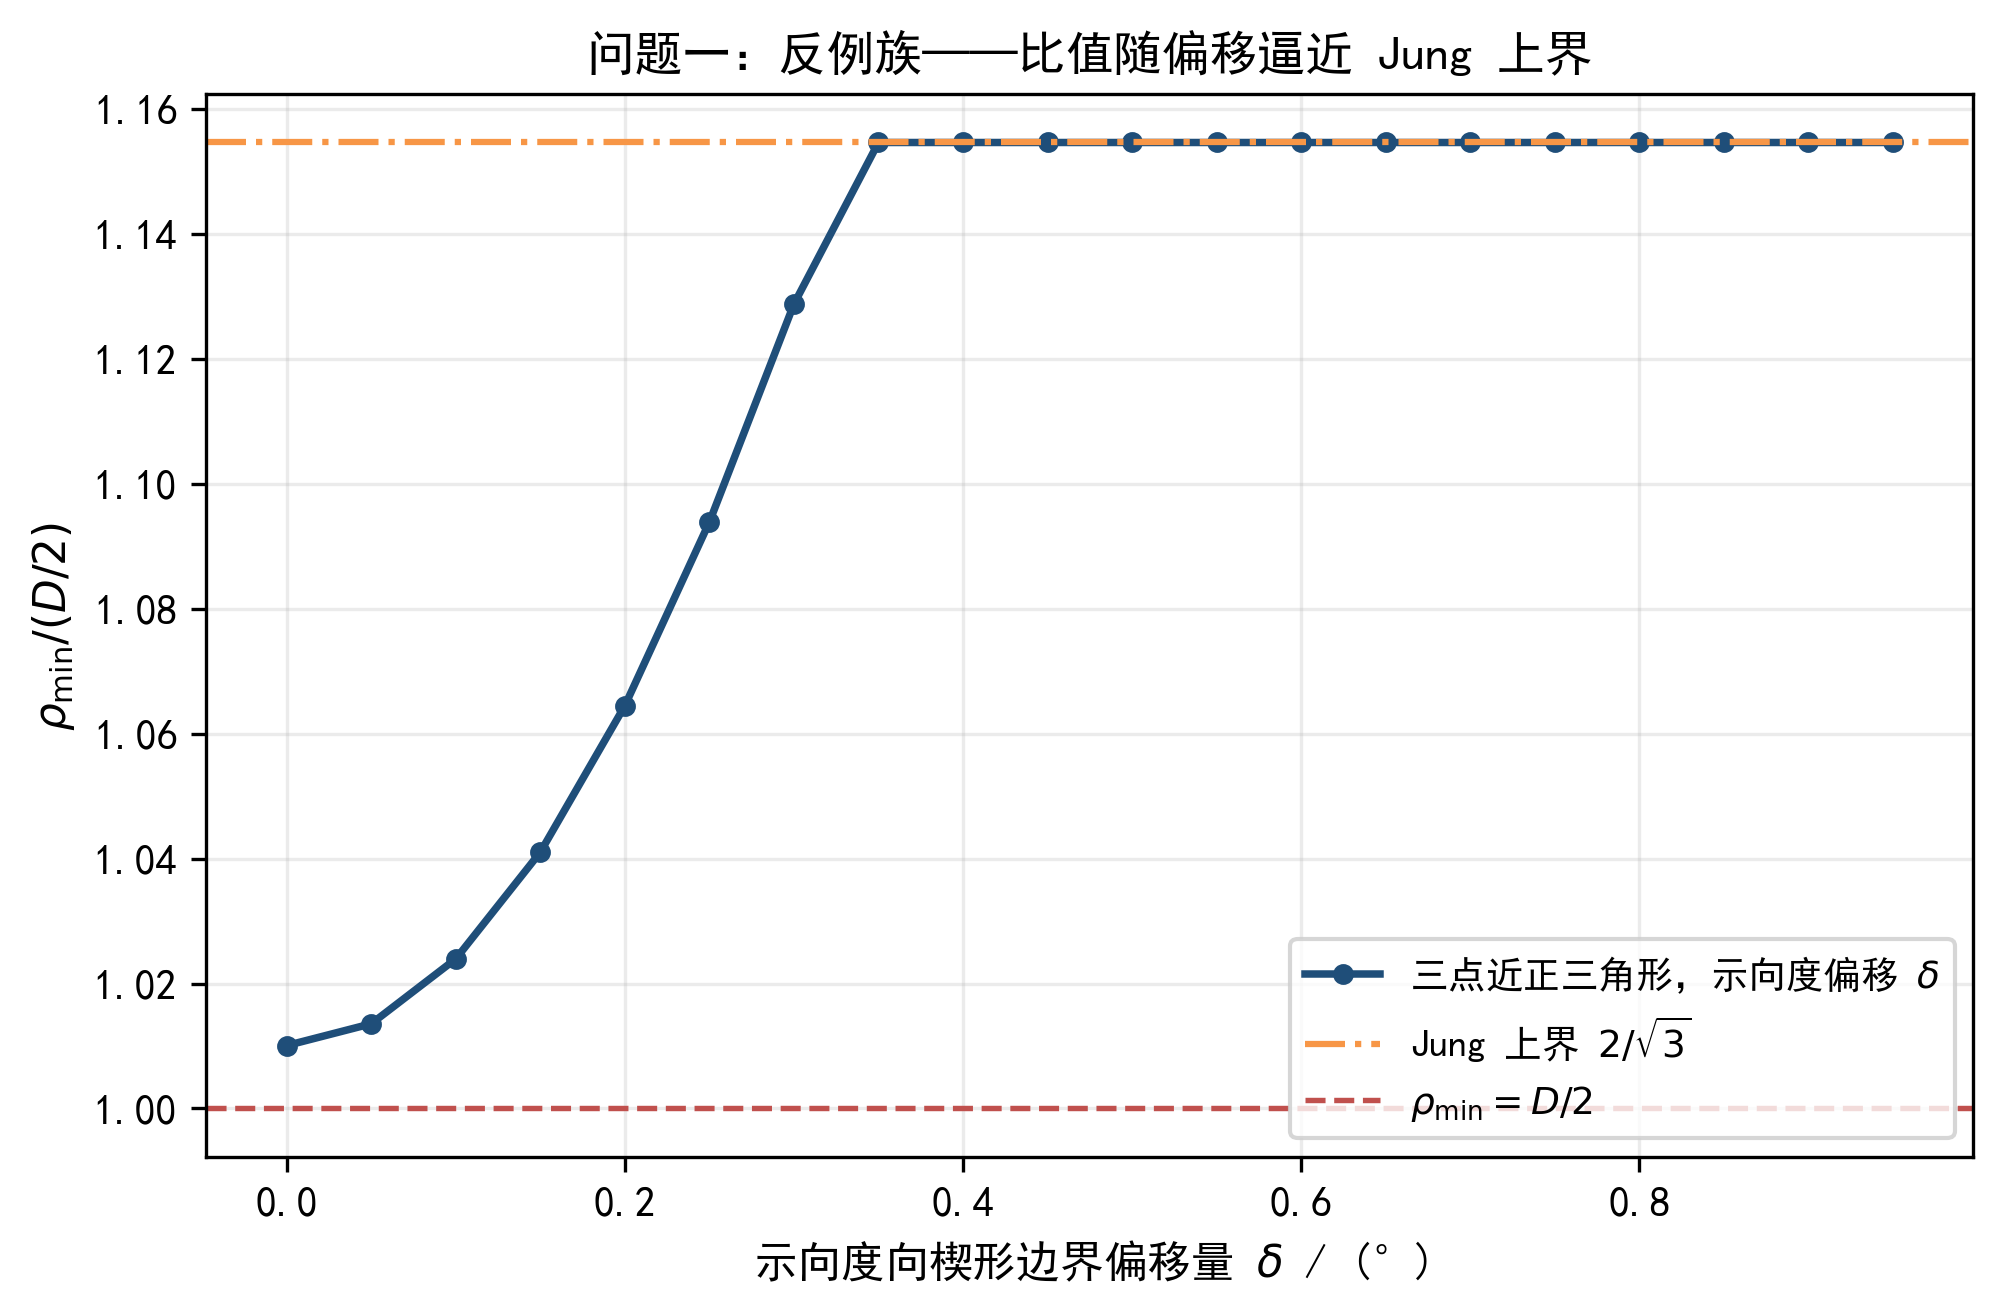 问题一：反例族——比值随偏移逼近 Jung 上界
1.16
1.14
1.12
1.10
1.08
1.06
1.04
1.02
1.00
ρmin/(D/2)
三点近正三角形，示向度偏移 δ
Jung 上界 2/√3
ρmin = D/2
0.0 0.2 0.4 0.6 0.8
示向度向楔形边界偏移量 δ / (°)